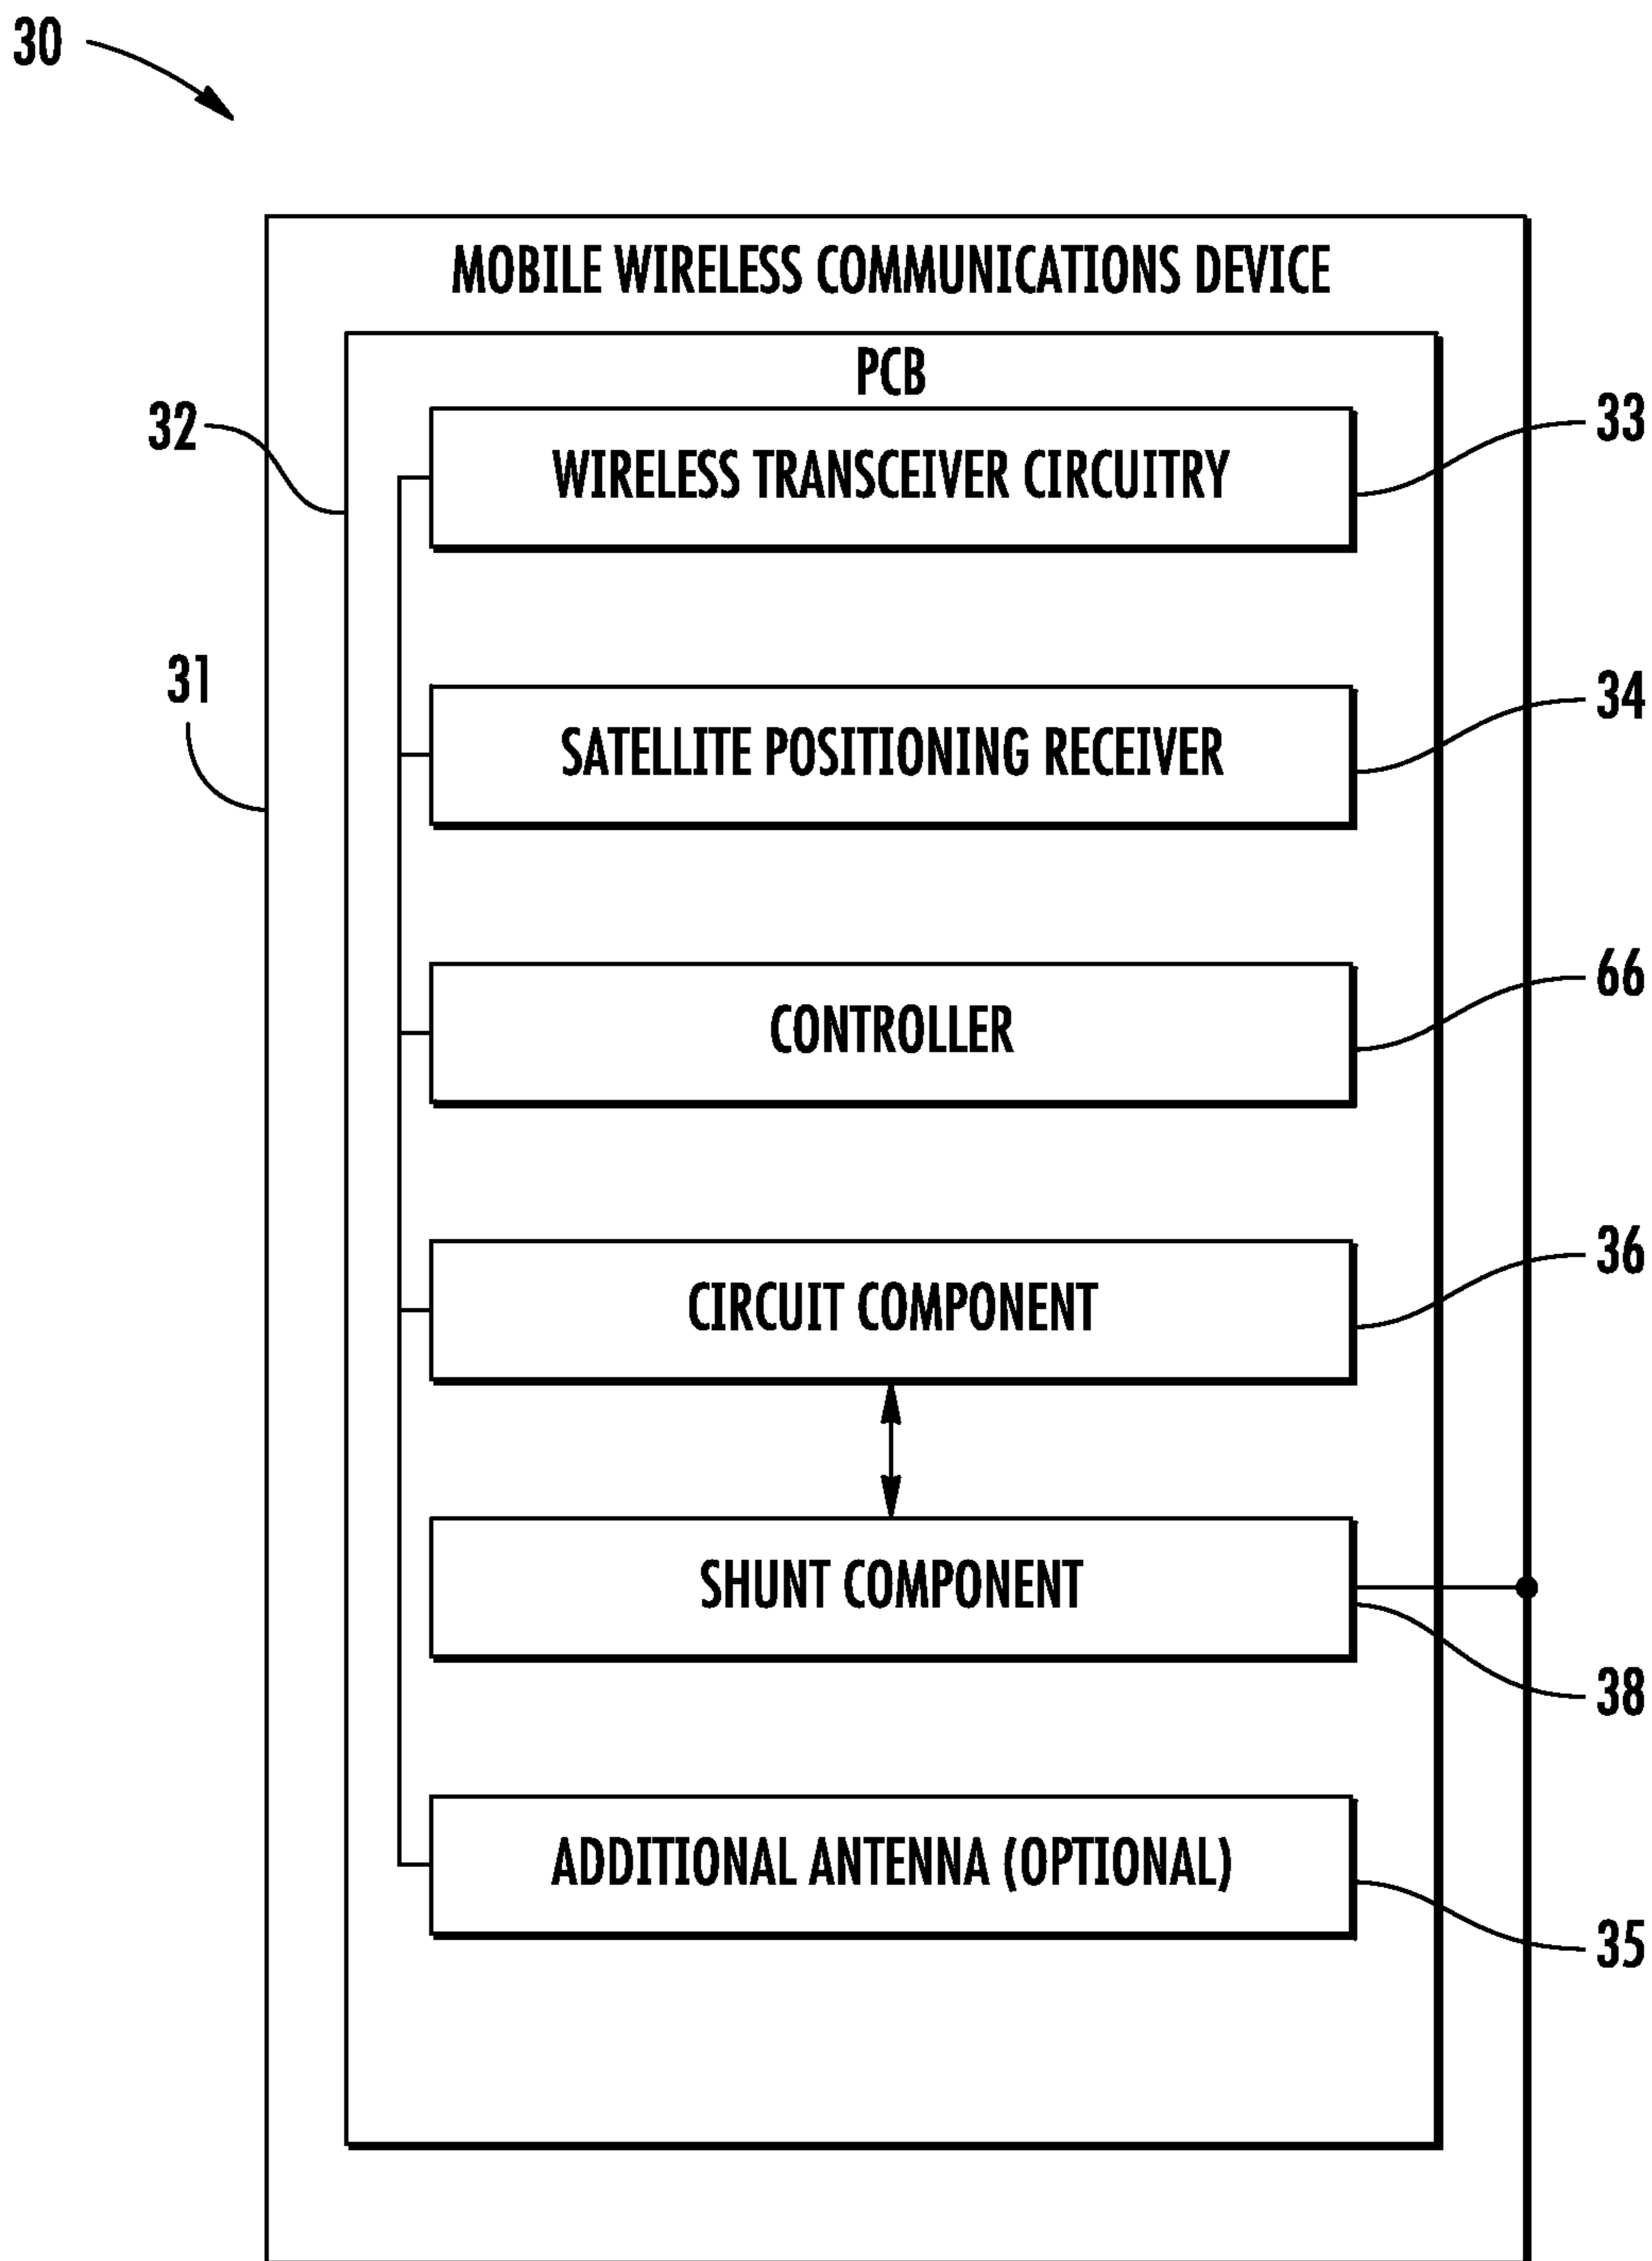 30
MOBILE WIRELESS COMMUNICATIONS DEVICE
PCB
32
WIRELESS TRANSCEIVER CIRCUITRY
33
31
SATELLITE POSITIONING RECEIVER
34
CONTROLLER
66
CIRCUIT COMPONENT
36
SHUNT COMPONENT
38
ADDITIONAL ANTENNA (OPTIONAL)
35